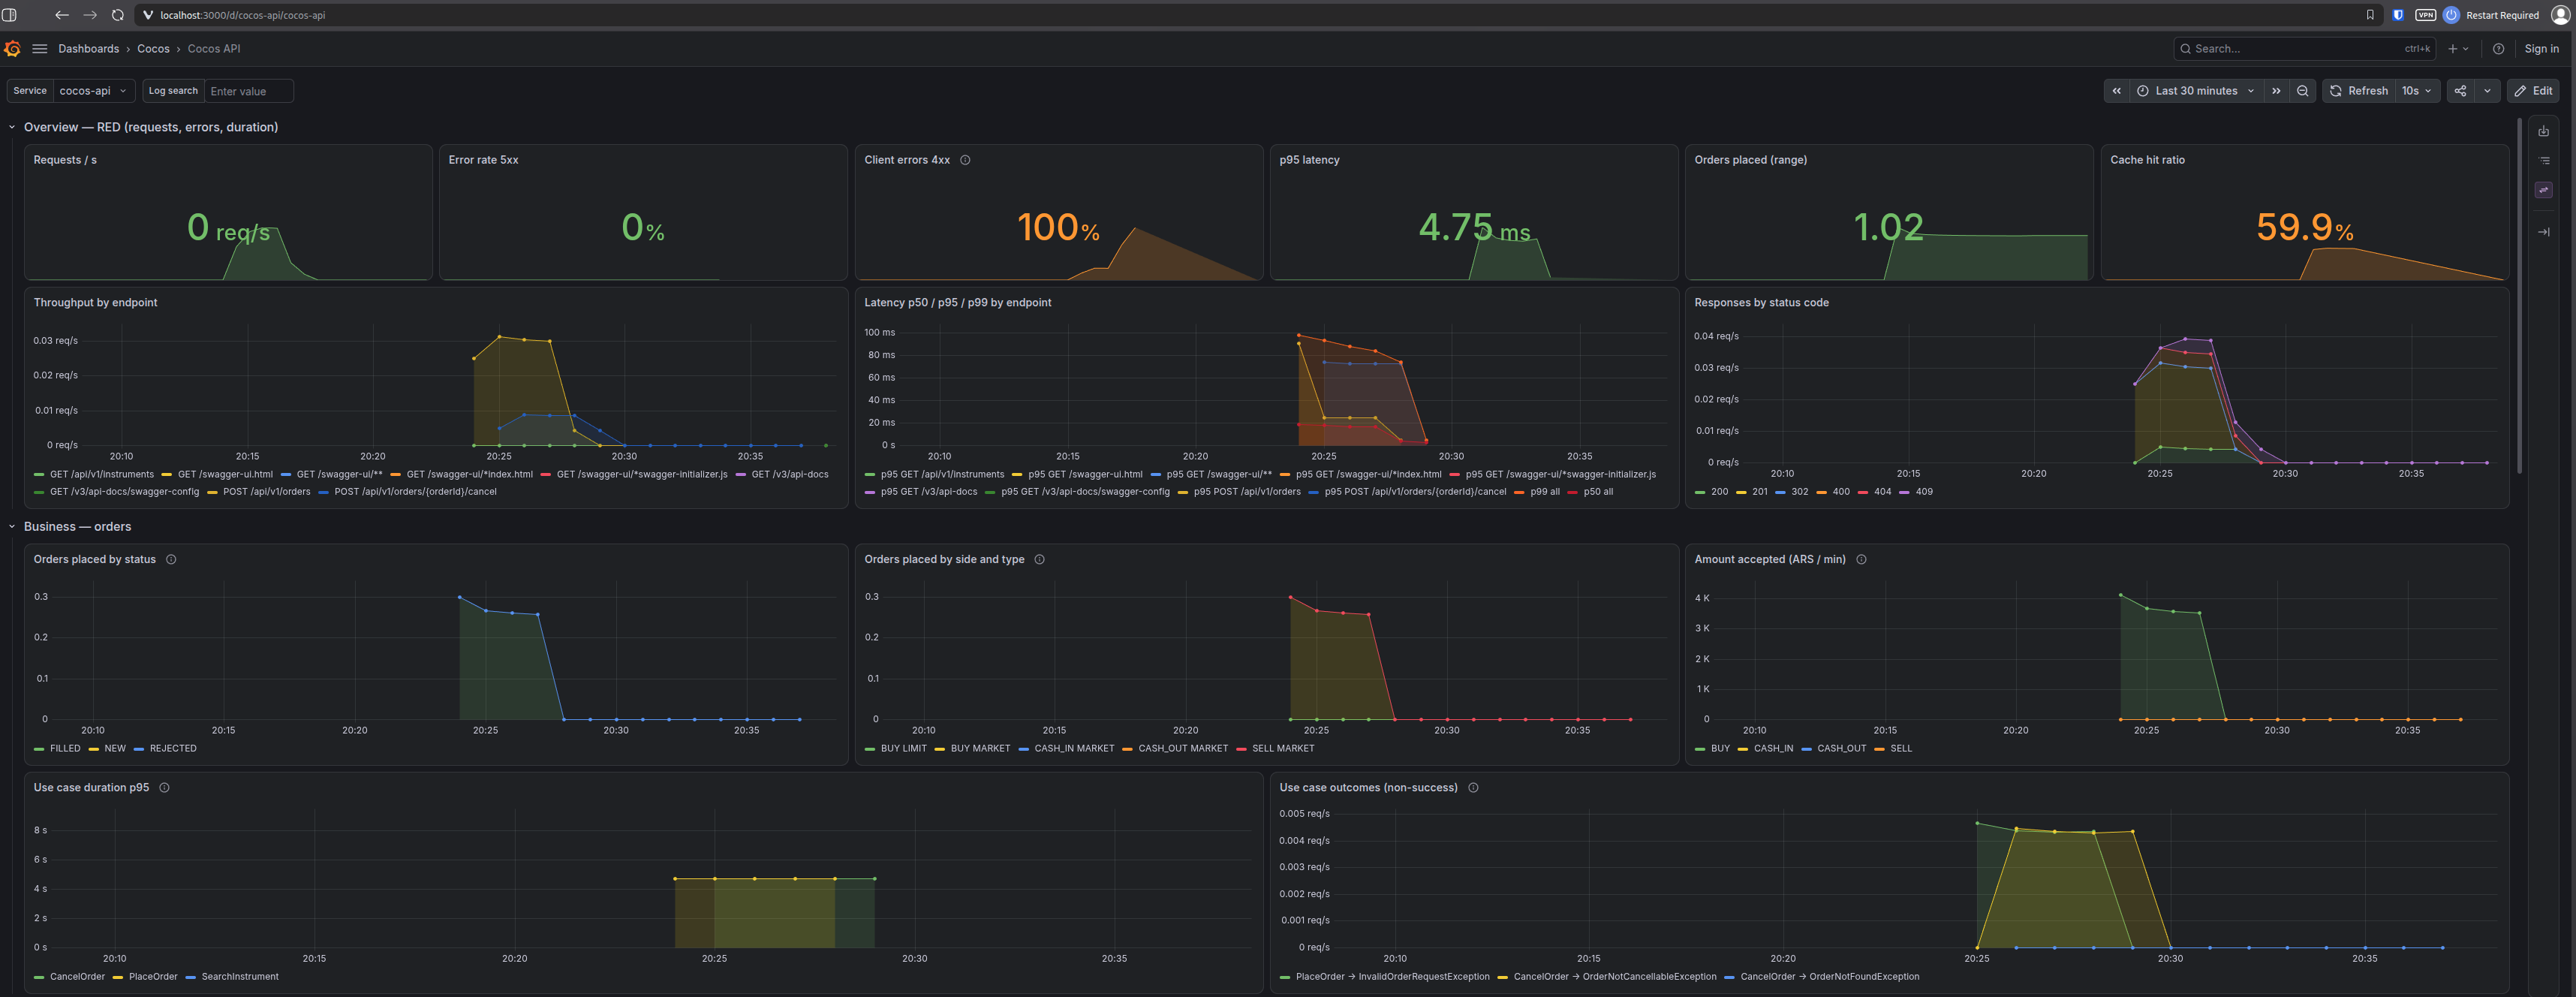 localhost:3000/d/cocos-api/cocos-api
VPN
Restart Required
Dashboards › Cocos › Cocos API
Search...
ctrl+k
Sign in
Service
cocos-api
Log search
Enter value
Last 30 minutes
Refresh
10s
Edit
Overview — RED (requests, errors, duration)
Requests / s
0 req/s
Error rate 5xx
0%
Client errors 4xx
100%
p95 latency
4.75 ms
Orders placed (range)
1.02
Cache hit ratio
59.9%
Throughput by endpoint
0.03 req/s
0.02 req/s
0.01 req/s
0 req/s
20:10 20:15 20:20 20:25 20:30 20:35
GET /api/v1/instruments GET /swagger-ui.html GET /swagger-ui/** GET /swagger-ui/*index.html GET /swagger-ui/*swagger-initializer.js GET /v3/api-docs
GET /v3/api-docs/swagger-config POST /api/v1/orders POST /api/v1/orders/{orderId}/cancel
Latency p50 / p95 / p99 by endpoint
100 ms
80 ms
60 ms
40 ms
20 ms
0 s
20:10 20:15 20:20 20:25 20:30 20:35
p95 GET /api/v1/instruments p95 GET /swagger-ui.html p95 GET /swagger-ui/** p95 GET /swagger-ui/*index.html p95 GET /swagger-ui/*swagger-initializer.js
p95 GET /v3/api-docs p95 GET /v3/api-docs/swagger-config p95 POST /api/v1/orders p95 POST /api/v1/orders/{orderId}/cancel p99 all p50 all
Responses by status code
0.04 req/s
0.03 req/s
0.02 req/s
0.01 req/s
0 req/s
20:10 20:15 20:20 20:25 20:30 20:35
200 201 302 400 404 409
Business — orders
Orders placed by status
0.3
0.2
0.1
0
20:10 20:15 20:20 20:25 20:30 20:35
FILLED NEW REJECTED
Orders placed by side and type
0.3
0.2
0.1
0
20:10 20:15 20:20 20:25 20:30 20:35
BUY LIMIT BUY MARKET CASH_IN MARKET CASH_OUT MARKET SELL MARKET
Amount accepted (ARS / min)
4 K
3 K
2 K
1 K
0
20:10 20:15 20:20 20:25 20:30 20:35
BUY CASH_IN CASH_OUT SELL
Use case duration p95
8 s
6 s
4 s
2 s
0 s
20:10 20:15 20:20 20:25 20:30 20:35
CancelOrder PlaceOrder SearchInstrument
Use case outcomes (non-success)
0.005 req/s
0.004 req/s
0.003 req/s
0.002 req/s
0.001 req/s
0 req/s
20:10 20:15 20:20 20:25 20:30 20:35
PlaceOrder → InvalidOrderRequestException CancelOrder → OrderNotCancellableException CancelOrder → OrderNotFoundException